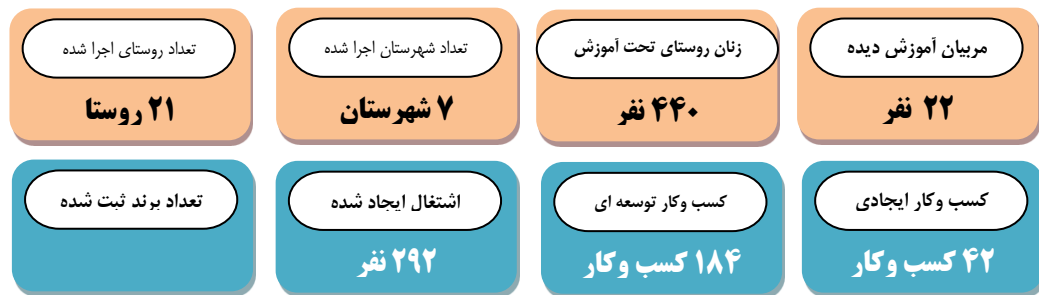 مربیان آموزش دیده
۲۲ نفر
زنان روستای تحت آموزش
۴۴۰ نفر
تعداد شهرستان اجرا شده
۷ شهرستان
تعداد روستای اجرا شده
۲۱ روستا
کسب وکار ایجادی
۴۲ کسب وکار
کسب وکار توسعه ای
۱۸۴ کسب وکار
اشتغال ایجاد شده
۲۹۲ نفر
تعداد برند ثبت شده